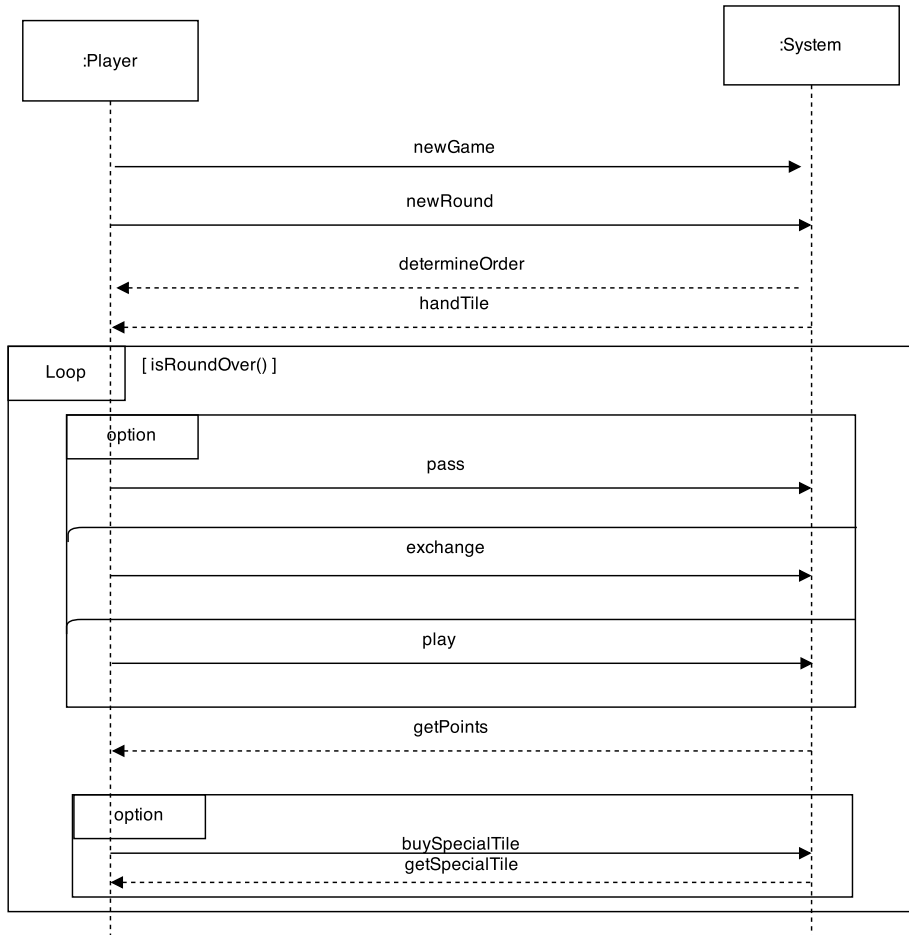 :Player
:System
newGame
newRound
determineOrder
handTile
Loop
[ isRoundOver() ]
option
pass
exchange
play
getPoints
option
buySpecialTile
getSpecialTile